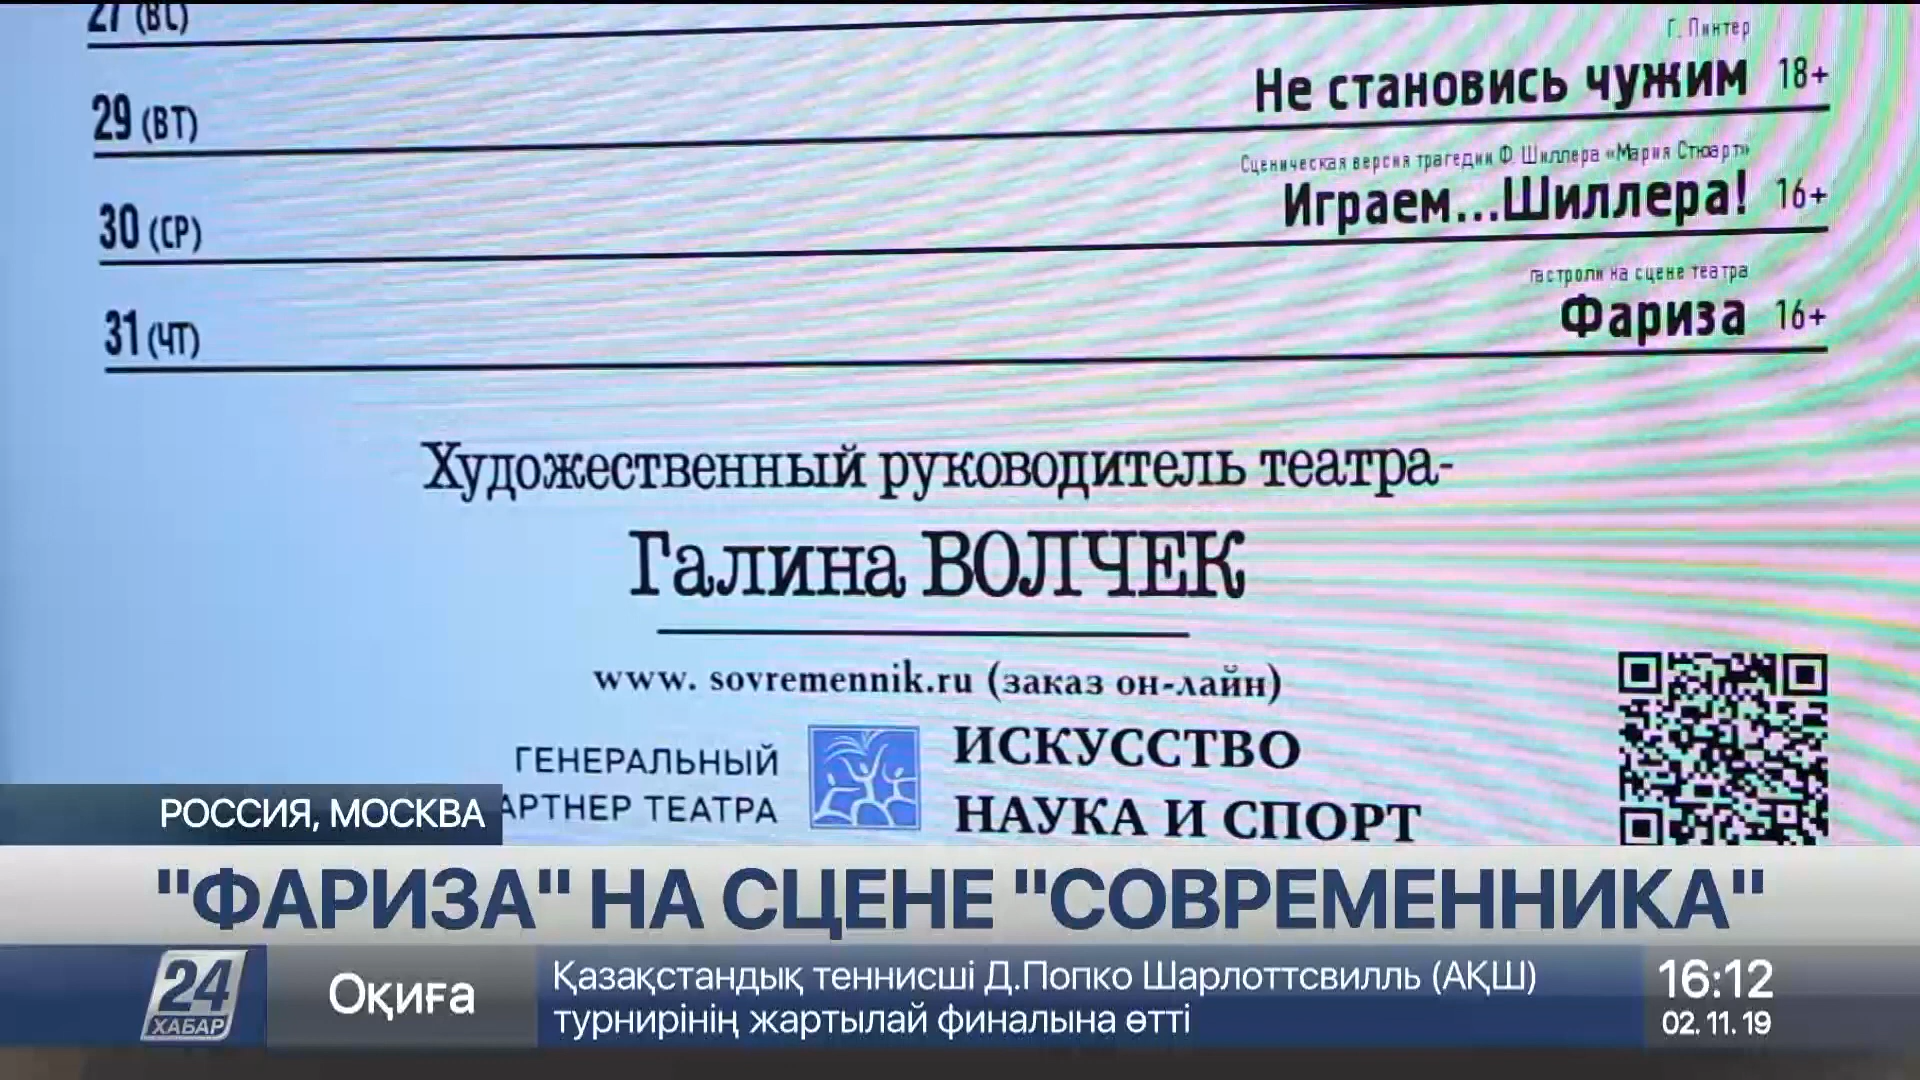 27 (ВС)
Г. Пинтер
29 (ВТ) Не становись чужим 18+
Сценическая версия трагедии Ф. Шиллера «Мария Стюарт»
30 (СР) Играем...Шиллера! 16+
гастроли на сцене театра
31 (ЧТ) Фариза 16+
Художественный руководитель театра-
Галина ВОЛЧЕК
www. sovremennik.ru (заказ он-лайн)
ГЕНЕРАЛЬНЫЙ
АРТНЕР ТЕАТРА
ИСКУССТВО
НАУКА И СПОРТ
РОССИЯ, МОСКВА
"ФАРИЗА" НА СЦЕНЕ "СОВРЕМЕННИКА"
24
ХАБАР
Оқиға
Қазақстандық теннисші Д.Попко Шарлоттсвилль (АҚШ)
турнирінің жартылай финалына өтті
16:12
02. 11. 19